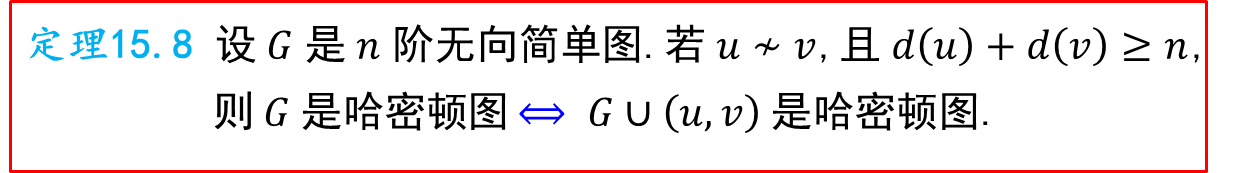 定理15.8 设 G 是 n 阶无向简单图. 若 u ≁ v, 且 d(u) + d(v) ≥ n,
则 G 是哈密顿图 ⟺ G ∪ (u, v) 是哈密顿图.